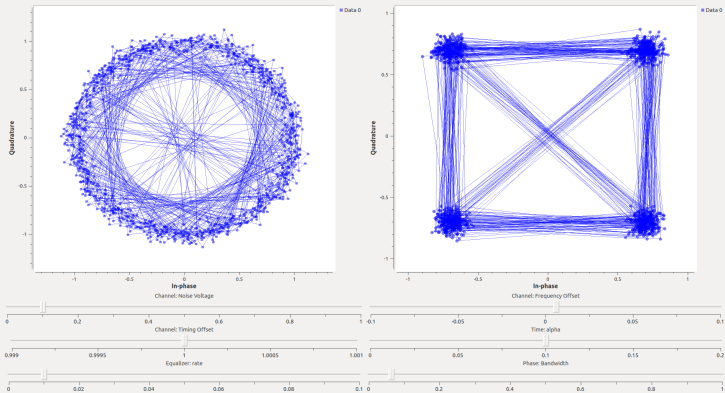 Data 0
Data 0
Quadrature
1
0.5
0
-0.5
-1
-1
-0.5
0
0.5
1
In-phase
Quadrature
1
0.5
0
-0.5
-1
-1
-0.5
0
0.5
1
In-phase
Channel: Noise Voltage
Channel: Frequency Offset
0 0.2 0.4 0.6 0.8 1
-0.1 -0.05 0 0.05 0.1
Channel: Timing Offset
Time: alpha
0.999 0.9995 1 1.0005 1.001
0 0.05 0.1 0.15 0.2
Equalizer: rate
Phase: Bandwidth
0 0.02 0.04 0.06 0.08 0.1
0 0.2 0.4 0.6 0.8 1